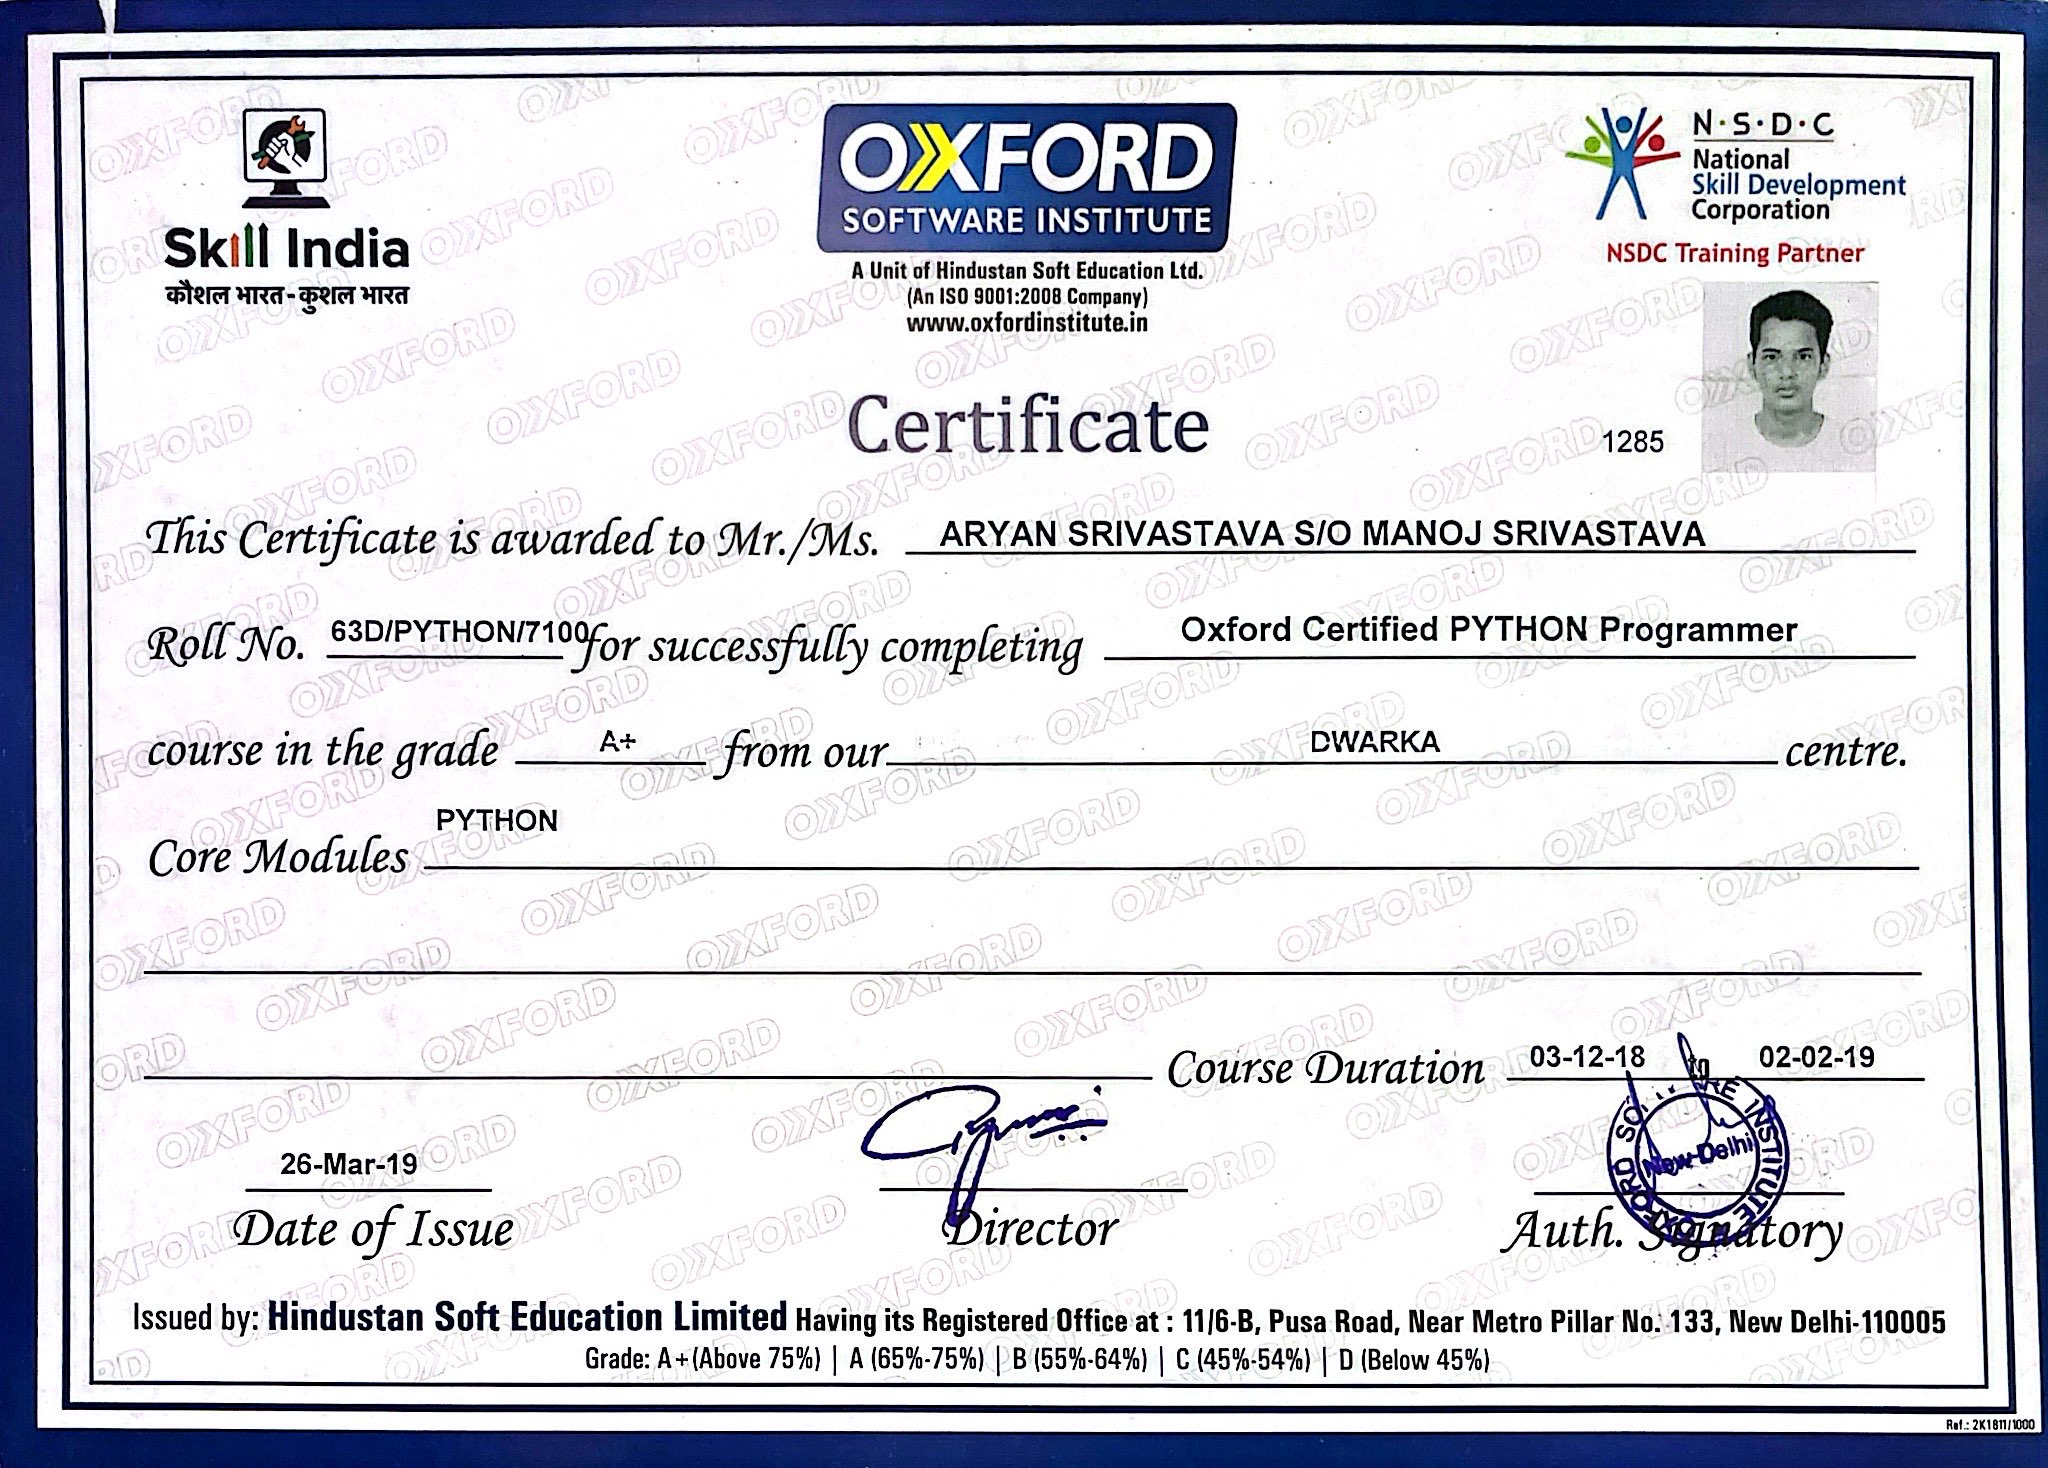 Skill India
कौशल भारत-कुशल भारत
OXFORD
SOFTWARE INSTITUTE
A Unit of Hindustan Soft Education Ltd.
(An ISO 9001:2008 Company)
www.oxfordinstitute.in
N·S·D·C
National
Skill Development
Corporation
NSDC Training Partner
Certificate
1285
This Certificate is awarded to Mr./Ms. ARYAN SRIVASTAVA S/O MANOJ SRIVASTAVA
Roll No. 63D/PYTHON/7100 for successfully completing Oxford Certified PYTHON Programmer
course in the grade A+ from our DWARKA centre.
Core Modules PYTHON
Course Duration 03-12-18 to 02-02-19
26-Mar-19
Date of Issue
Director
OXFORD SOFTWARE INSTITUTE
New Delhi
Auth. Signatory
Issued by: Hindustan Soft Education Limited Having its Registered Office at : 11/6-B, Pusa Road, Near Metro Pillar No. 133, New Delhi-110005
Grade: A+(Above 75%) | A (65%-75%) | B (55%-64%) | C (45%-54%) | D (Below 45%)
Ref.: 2K1811/1000